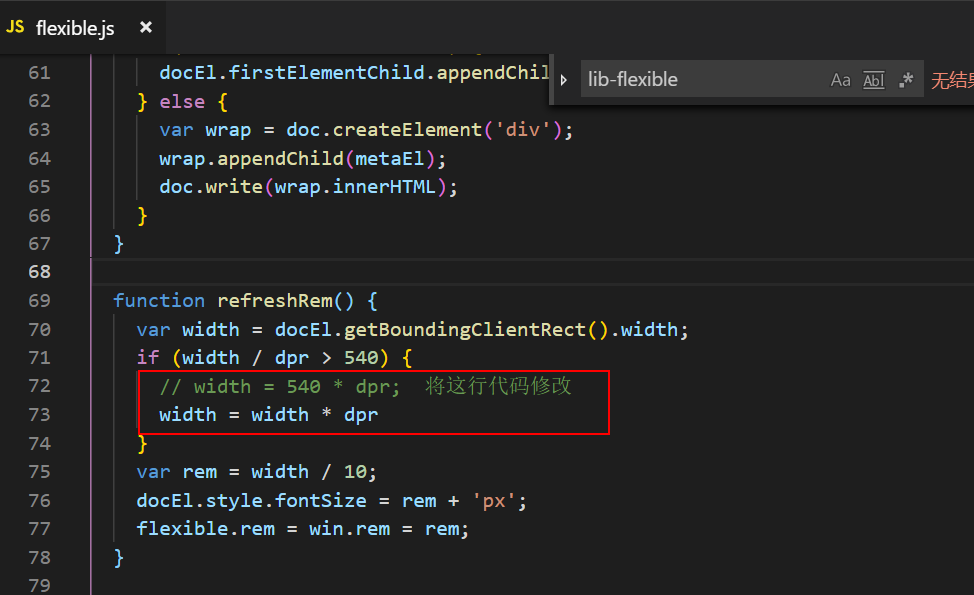 JS flexible.js ×
61 docEl.firstElementChild.appendChil
lib-flexible Aa Abl .* 无结
62 } else {
63 var wrap = doc.createElement('div');
64 wrap.appendChild(metaEl);
65 doc.write(wrap.innerHTML);
66 }
67 }
68
69 function refreshRem() {
70 var width = docEl.getBoundingClientRect().width;
71 if (width / dpr > 540) {
72 // width = 540 * dpr; 将这行代码修改
73 width = width * dpr
74 }
75 var rem = width / 10;
76 docEl.style.fontSize = rem + 'px';
77 flexible.rem = win.rem = rem;
78 }
79